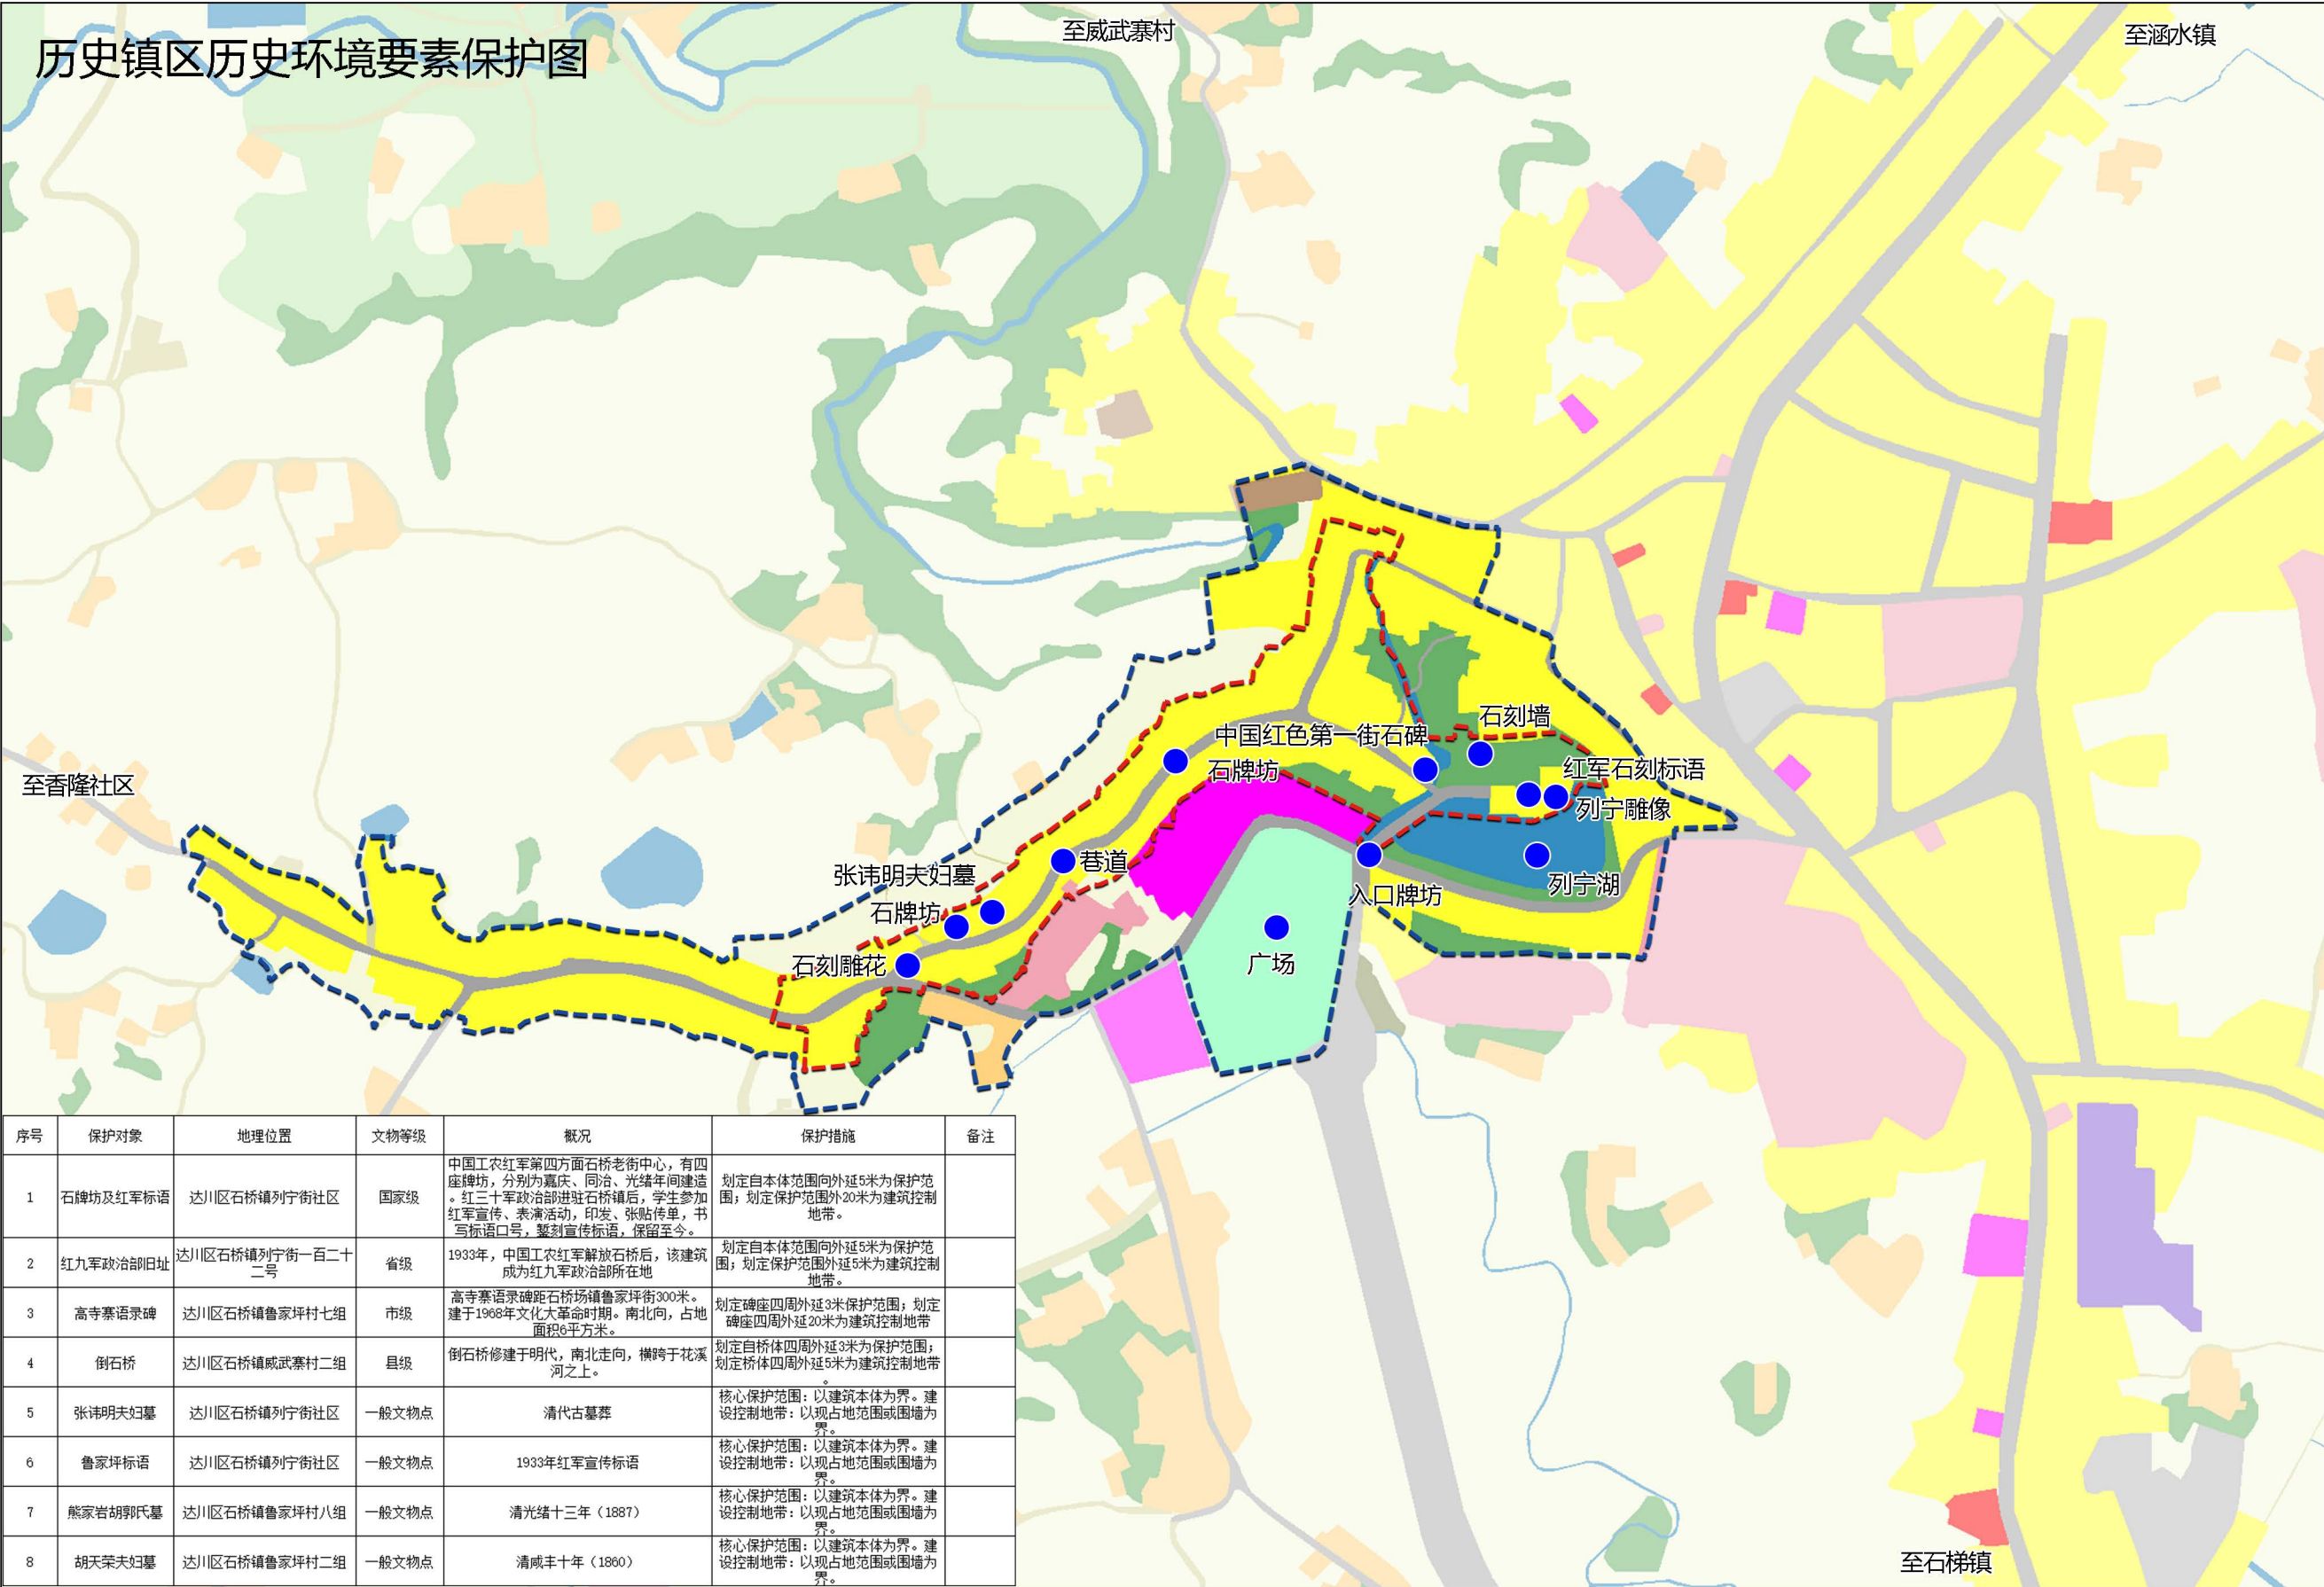 历史镇区历史环境要素保护图
至威武寨村
至涵水镇
至香隆社区
石刻墙
中国红色第一街石碑
石牌坊
红军石刻标语
列宁雕像
张讳明夫妇墓
巷道
列宁湖
入口牌坊
石牌坊
石刻雕花
广场
至石梯镇
序号 保护对象 地理位置 文物等级 概况 保护措施 备注
1 石牌坊及红军标语 达川区石桥镇列宁街社区 国家级
中国工农红军第四方面石桥老街中心，有四
座牌坊，分别为嘉庆、同治、光绪年间建造
。红三十军政治部进驻石桥镇后，学生参加
红军宣传、表演活动，印发、张贴传单，书
写标语口号，錾刻宣传标语，保留至今。
划定自本体范围向外延5米为保护范
围；划定保护范围外20米为建筑控制
地带。
2 红九军政治部旧址
达川区石桥镇列宁街一百二十
二号
省级
1933年，中国工农红军解放石桥后，该建筑
成为红九军政治部所在地
划定自本体范围向外延5米为保护范
围；划定保护范围外延5米为建筑控制
地带。
3 高寺寨语录碑 达川区石桥镇鲁家坪村七组 市级
高寺寨语录碑距石桥场镇鲁家坪街300米。
建于1968年文化大革命时期。南北向，占地
面积6平方米。
划定碑座四周外延3米保护范围；划定
碑座四周外延20米为建筑控制地带
4 倒石桥 达川区石桥镇威武寨村二组 县级
倒石桥修建于明代，南北走向，横跨于花溪
河之上。
划定自桥体四周外延3米为保护范围；
划定桥体四周外延5米为建筑控制地带
。
5 张讳明夫妇墓 达川区石桥镇列宁街社区 一般文物点 清代古墓葬
核心保护范围：以建筑本体为界。建
设控制地带：以现占地范围或围墙为
界。
6 鲁家坪标语 达川区石桥镇列宁街社区 一般文物点 1933年红军宣传标语
核心保护范围：以建筑本体为界。建
设控制地带：以现占地范围或围墙为
界。
7 熊家岩胡郭氏墓 达川区石桥镇鲁家坪村八组 一般文物点 清光绪十三年（1887）
核心保护范围：以建筑本体为界。建
设控制地带：以现占地范围或围墙为
界。
8 胡天荣夫妇墓 达川区石桥镇鲁家坪村二组 一般文物点 清咸丰十年（1860）
核心保护范围：以建筑本体为界。建
设控制地带：以现占地范围或围墙为
界。